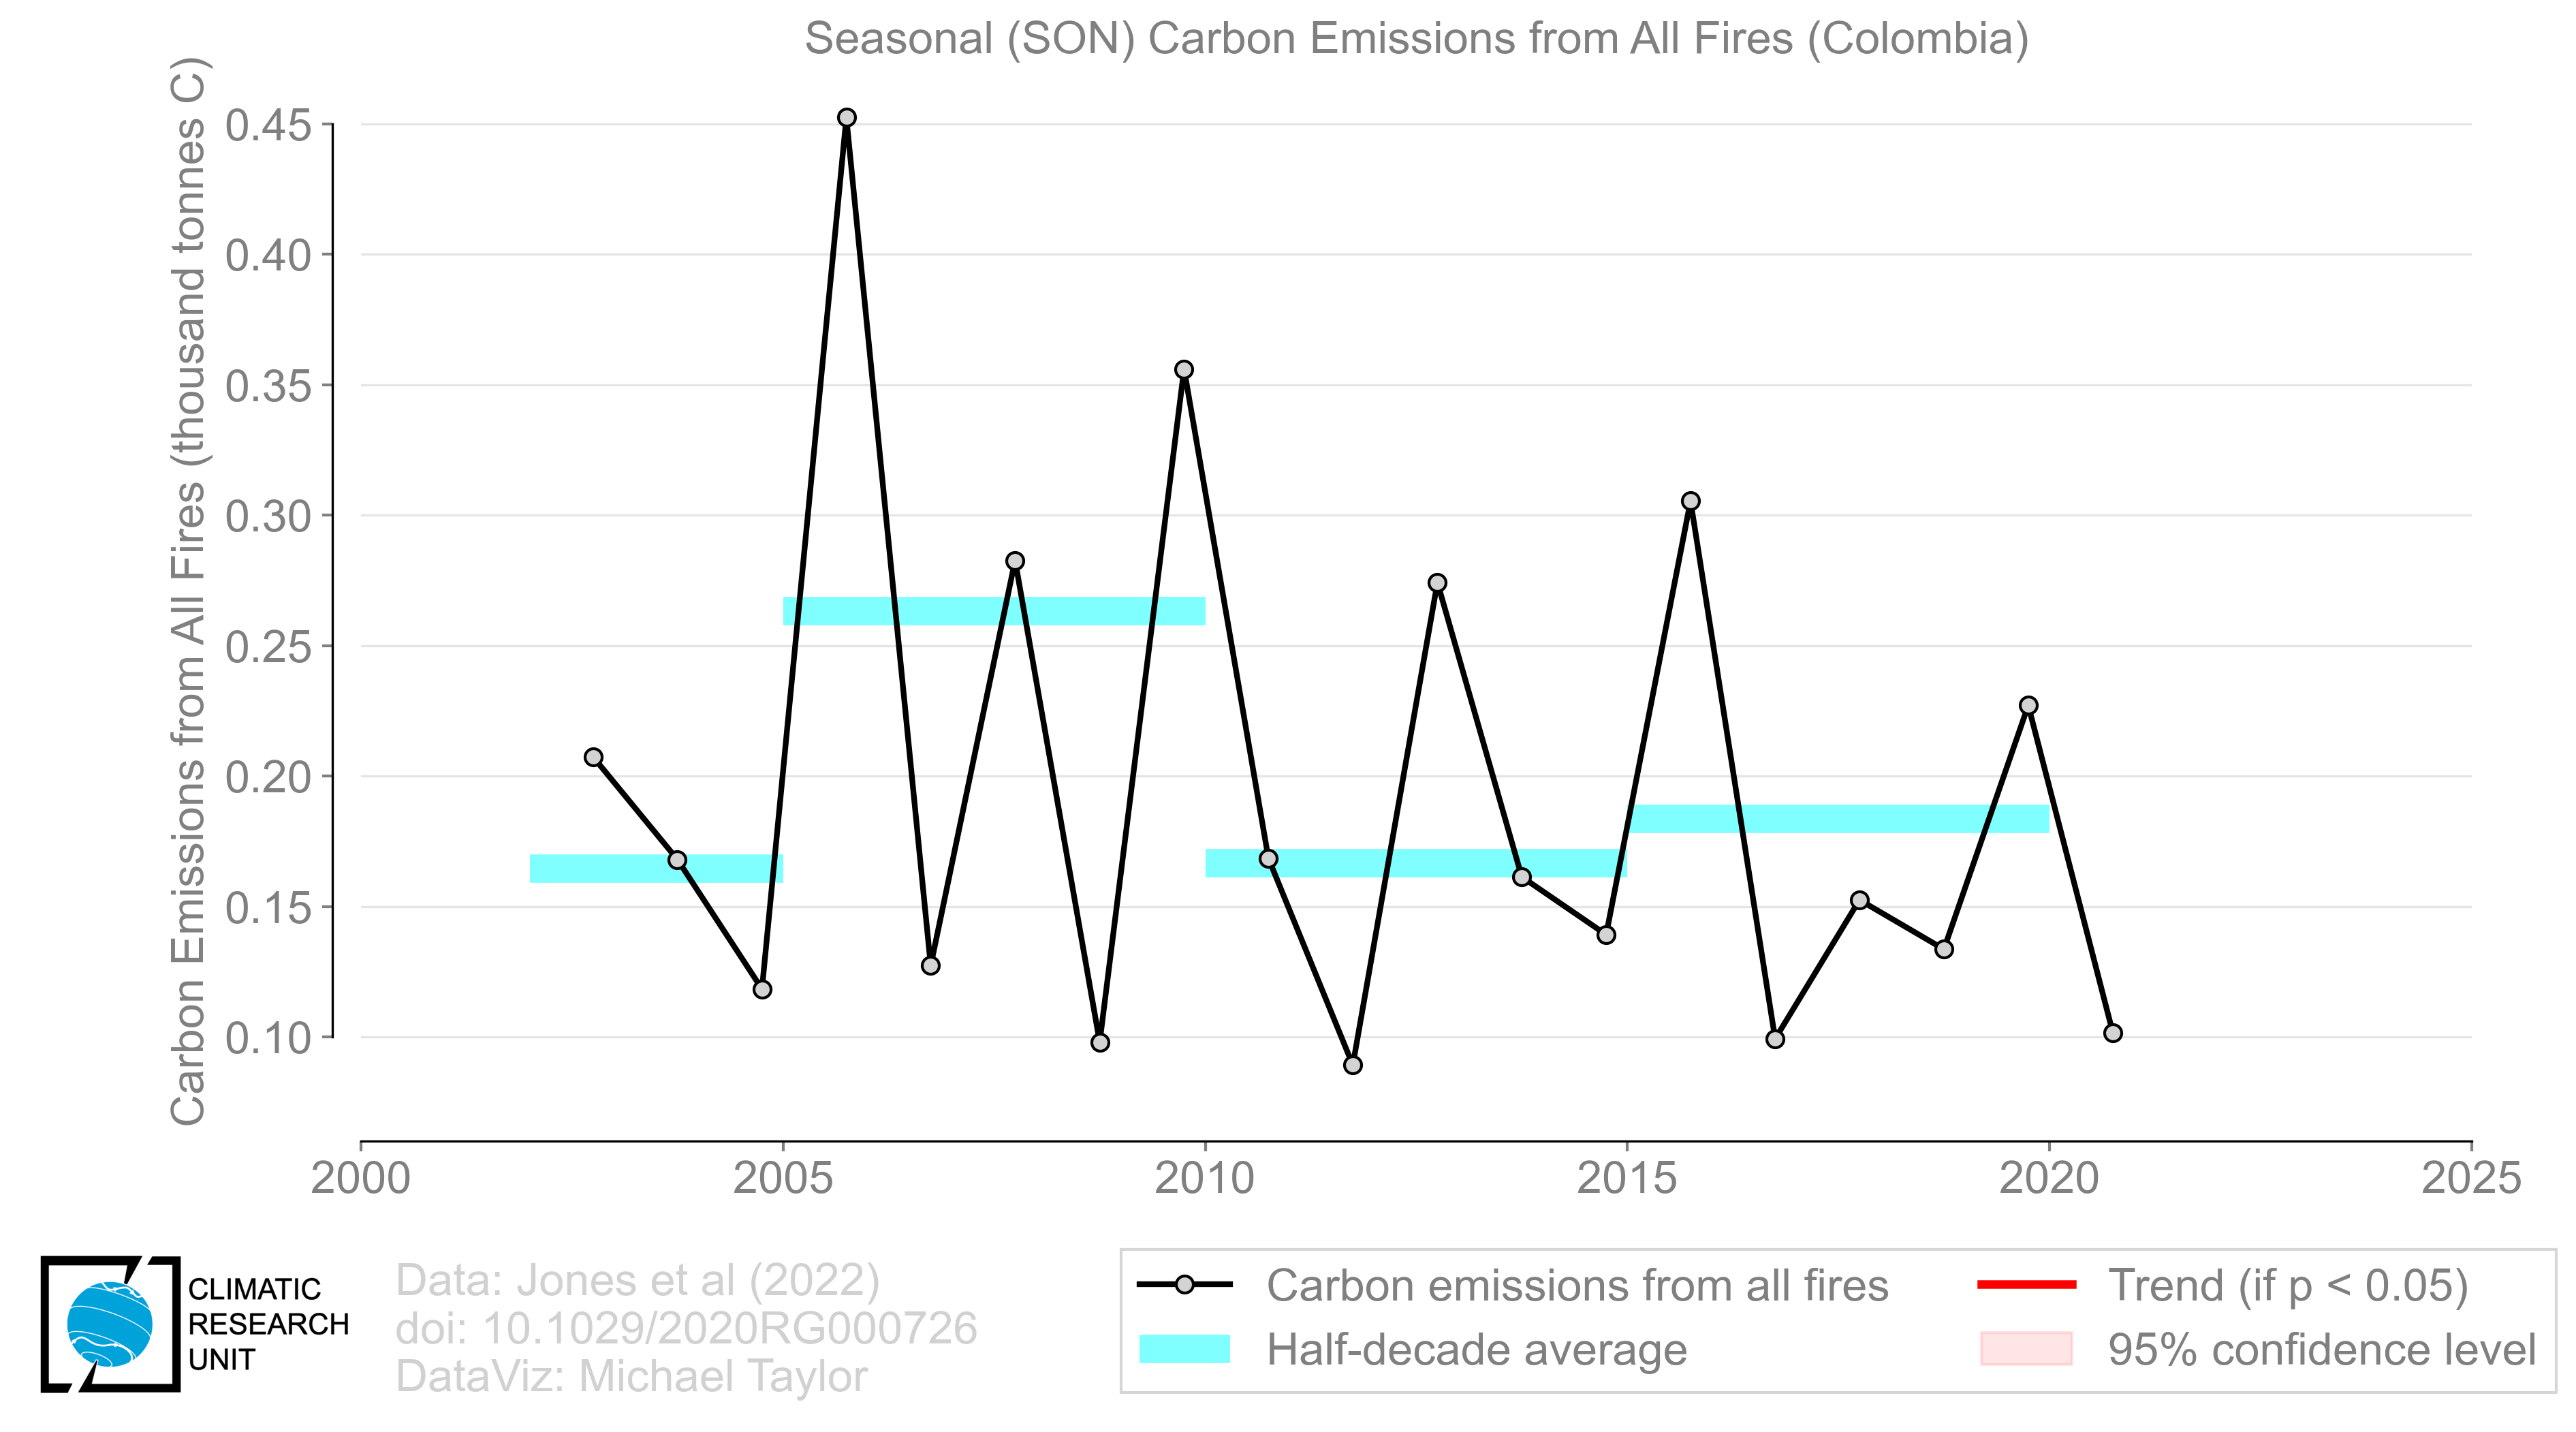 Seasonal (SON) Carbon Emissions from All Fires (Colombia)
Carbon Emissions from All Fires (thousand tonnes C)
0.45
0.40
0.35
0.30
0.25
0.20
0.15
0.10
2000 2005 2010 2015 2020 2025
CLIMATIC
RESEARCH
UNIT
Data: Jones et al (2022)
doi: 10.1029/2020RG000726
DataViz: Michael Taylor
Carbon emissions from all fires
Half-decade average
Trend (if p < 0.05)
95% confidence level